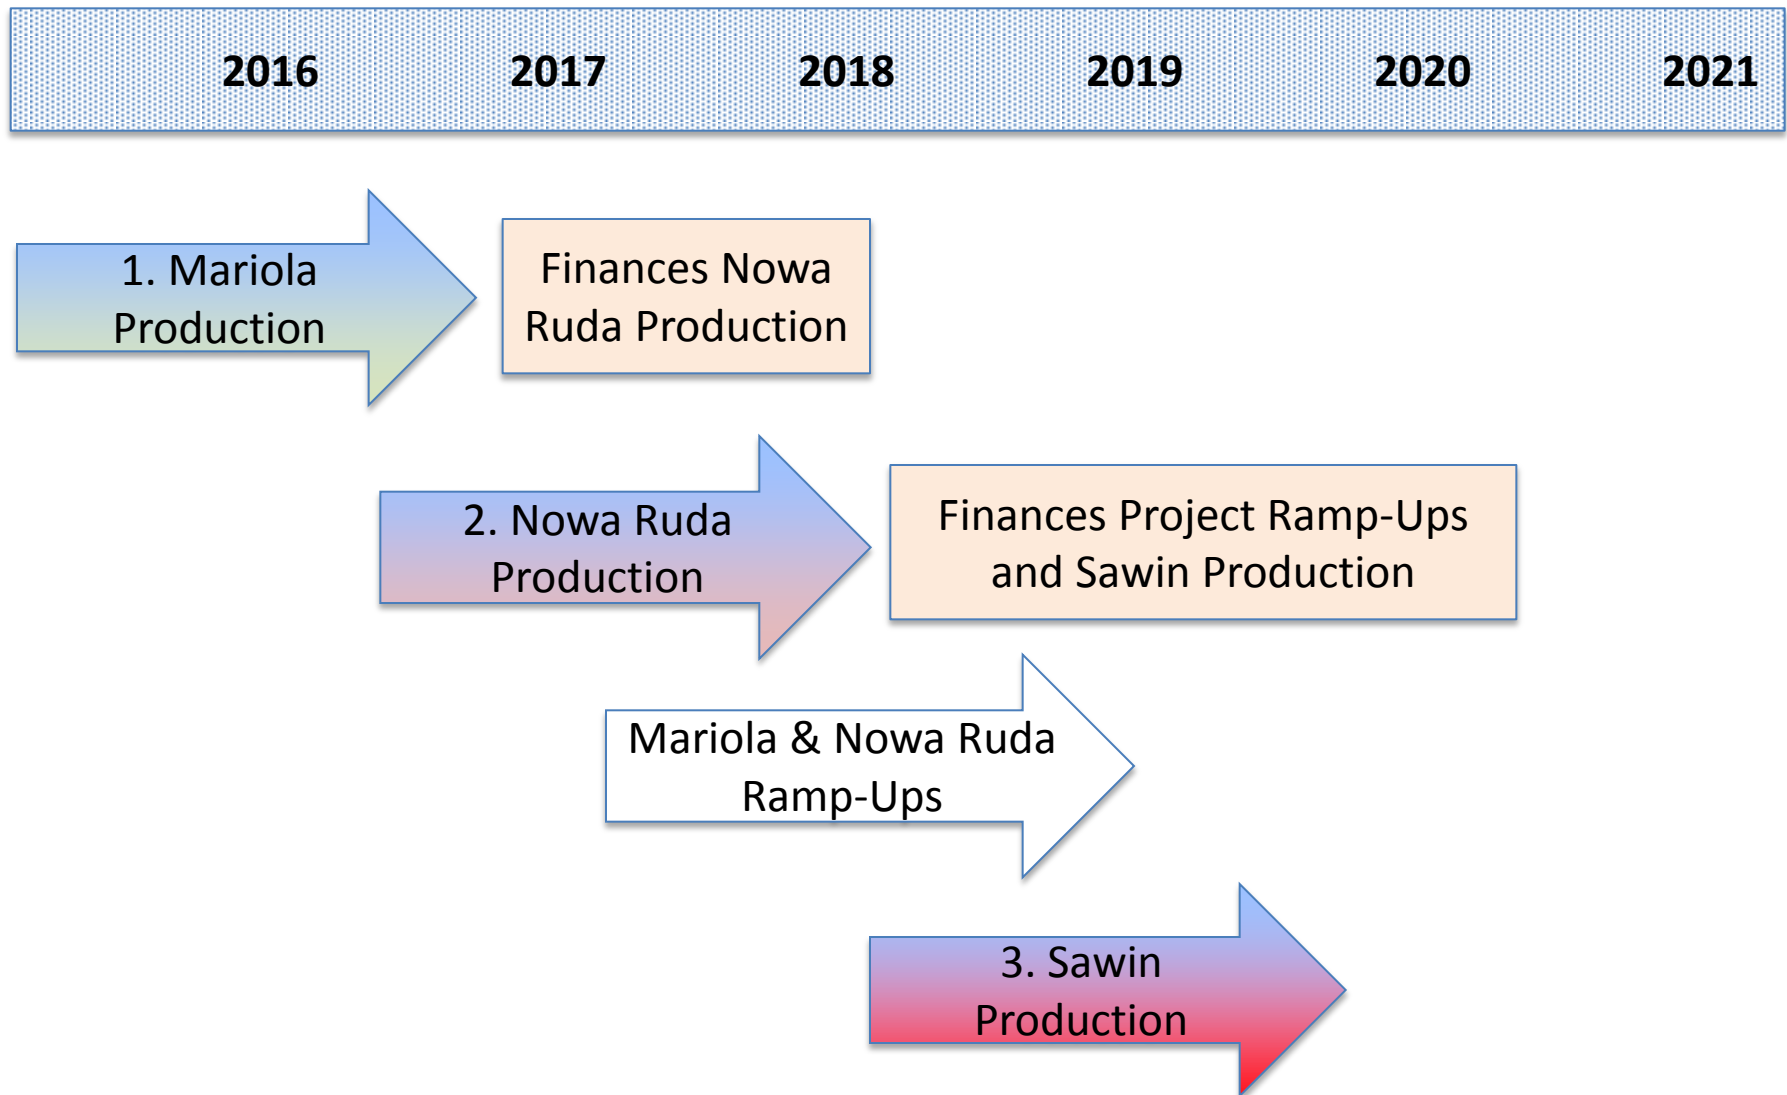 2016 2017 2018 2019 2020 2021
1. Mariola
Production
Finances Nowa
Ruda Production
2. Nowa Ruda
Production
Finances Project Ramp-Ups
and Sawin Production
Mariola & Nowa Ruda
Ramp-Ups
3. Sawin
Production